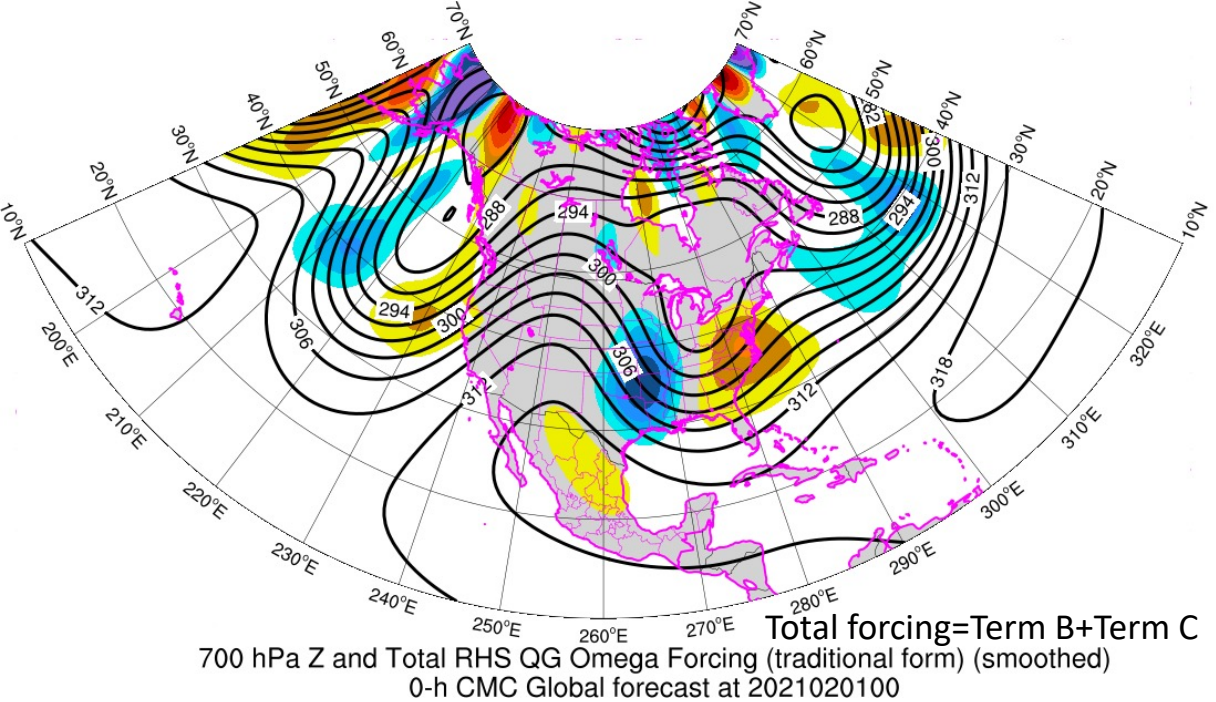 70°N
60°N
50°N
40°N
30°N
20°N
10°N
70°N
60°N
50°N
40°N
30°N
20°N
10°N
282
300
312
288
294
288
294
300
312
294
300
306
306
312
312
318
200°E
210°E
220°E
230°E
240°E
250°E
260°E
270°E
280°E
290°E
300°E
310°E
320°E
Total forcing=Term B+Term C
700 hPa Z and Total RHS QG Omega Forcing (traditional form) (smoothed)
0-h CMC Global forecast at 2021020100